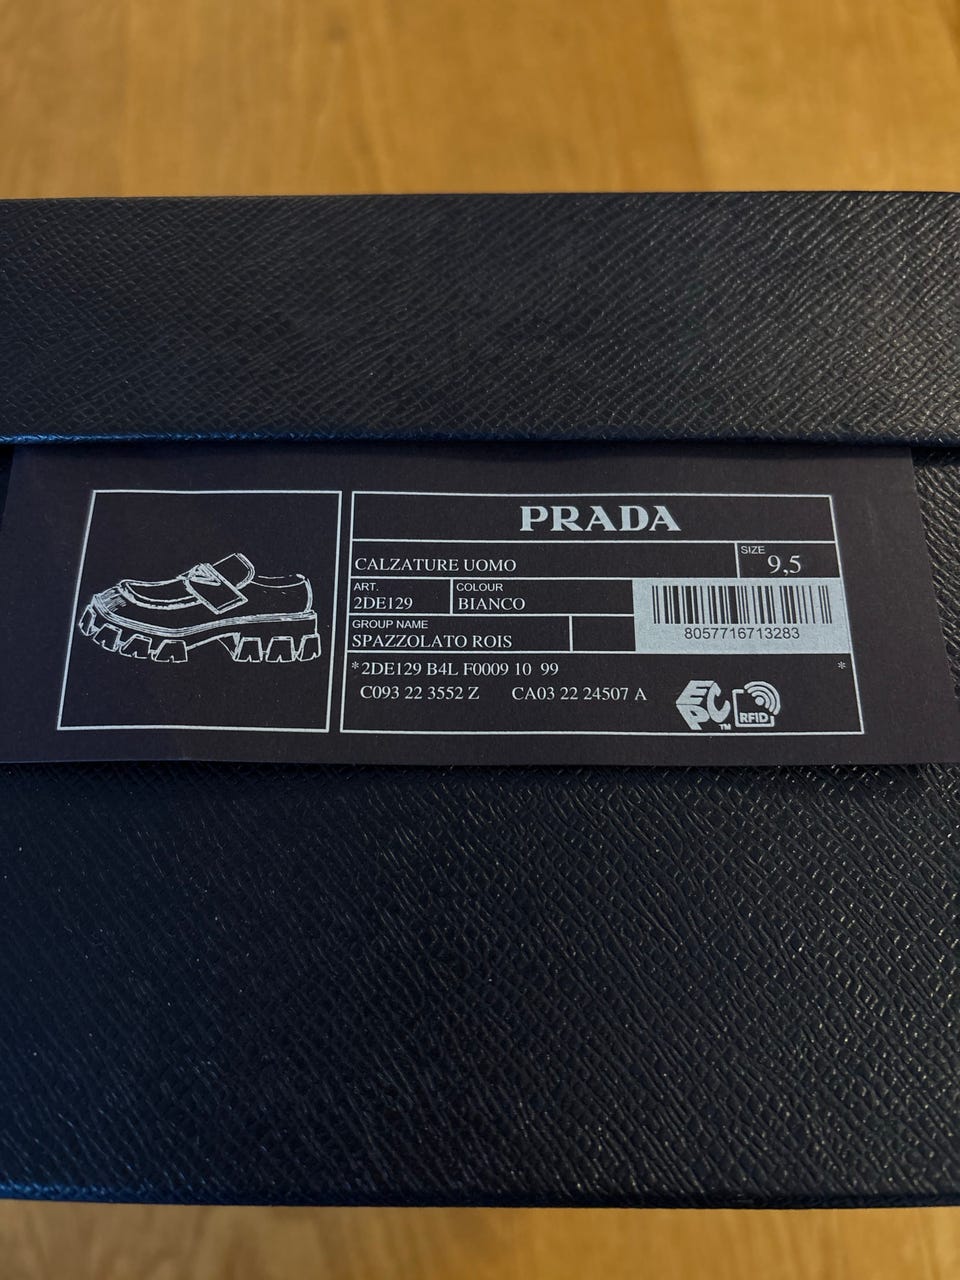 PRADA
CALZATURE UOMO
SIZE
9,5
ART.
2DE129
COLOUR
BIANCO
8057716713283
GROUP NAME
SPAZZOLATO ROIS
*2DE129 B4L F0009 10 99 *
C093 22 3552 Z CA03 22 24507 A
EPC TM
RFID